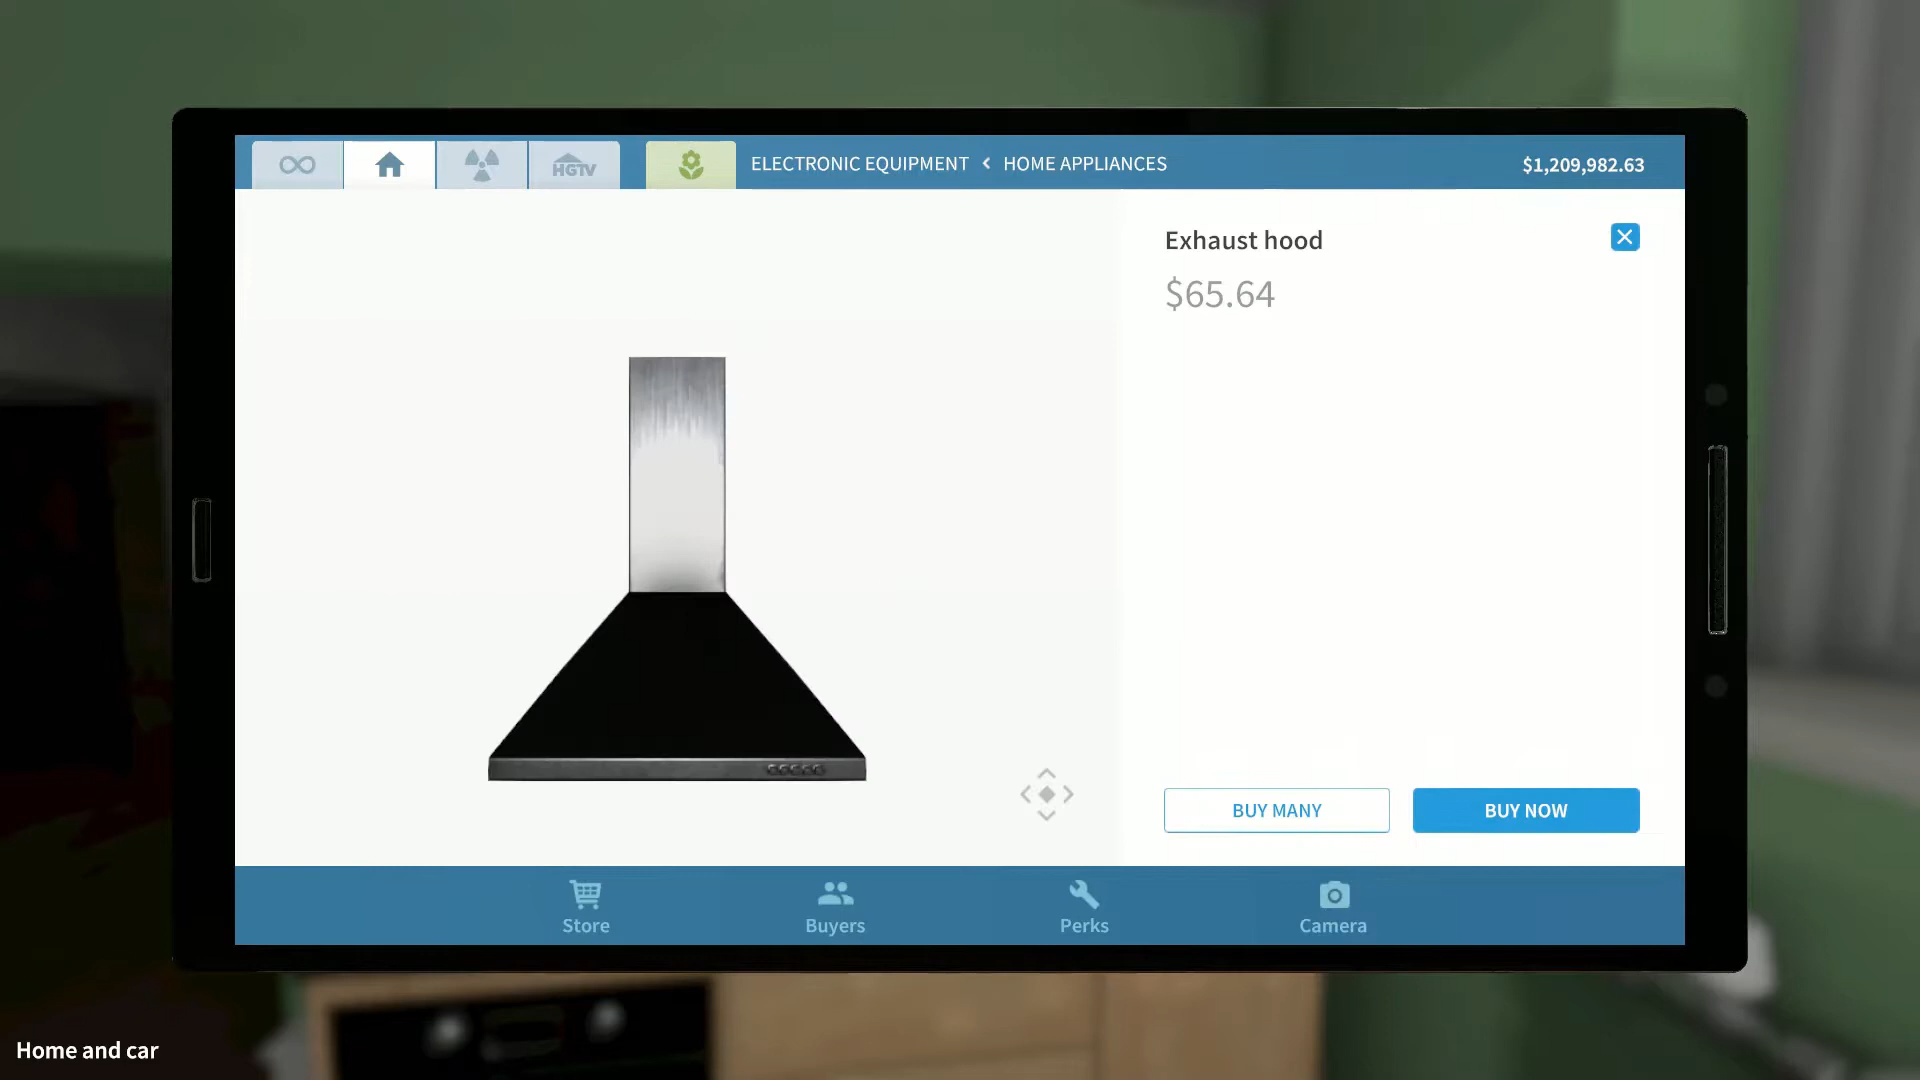 HGTV
ELECTRONIC EQUIPMENT < HOME APPLIANCES
$1,209,982.63
Exhaust hood
$65.64
BUY MANY
BUY NOW
Store
Buyers
Perks
Camera
Home and car